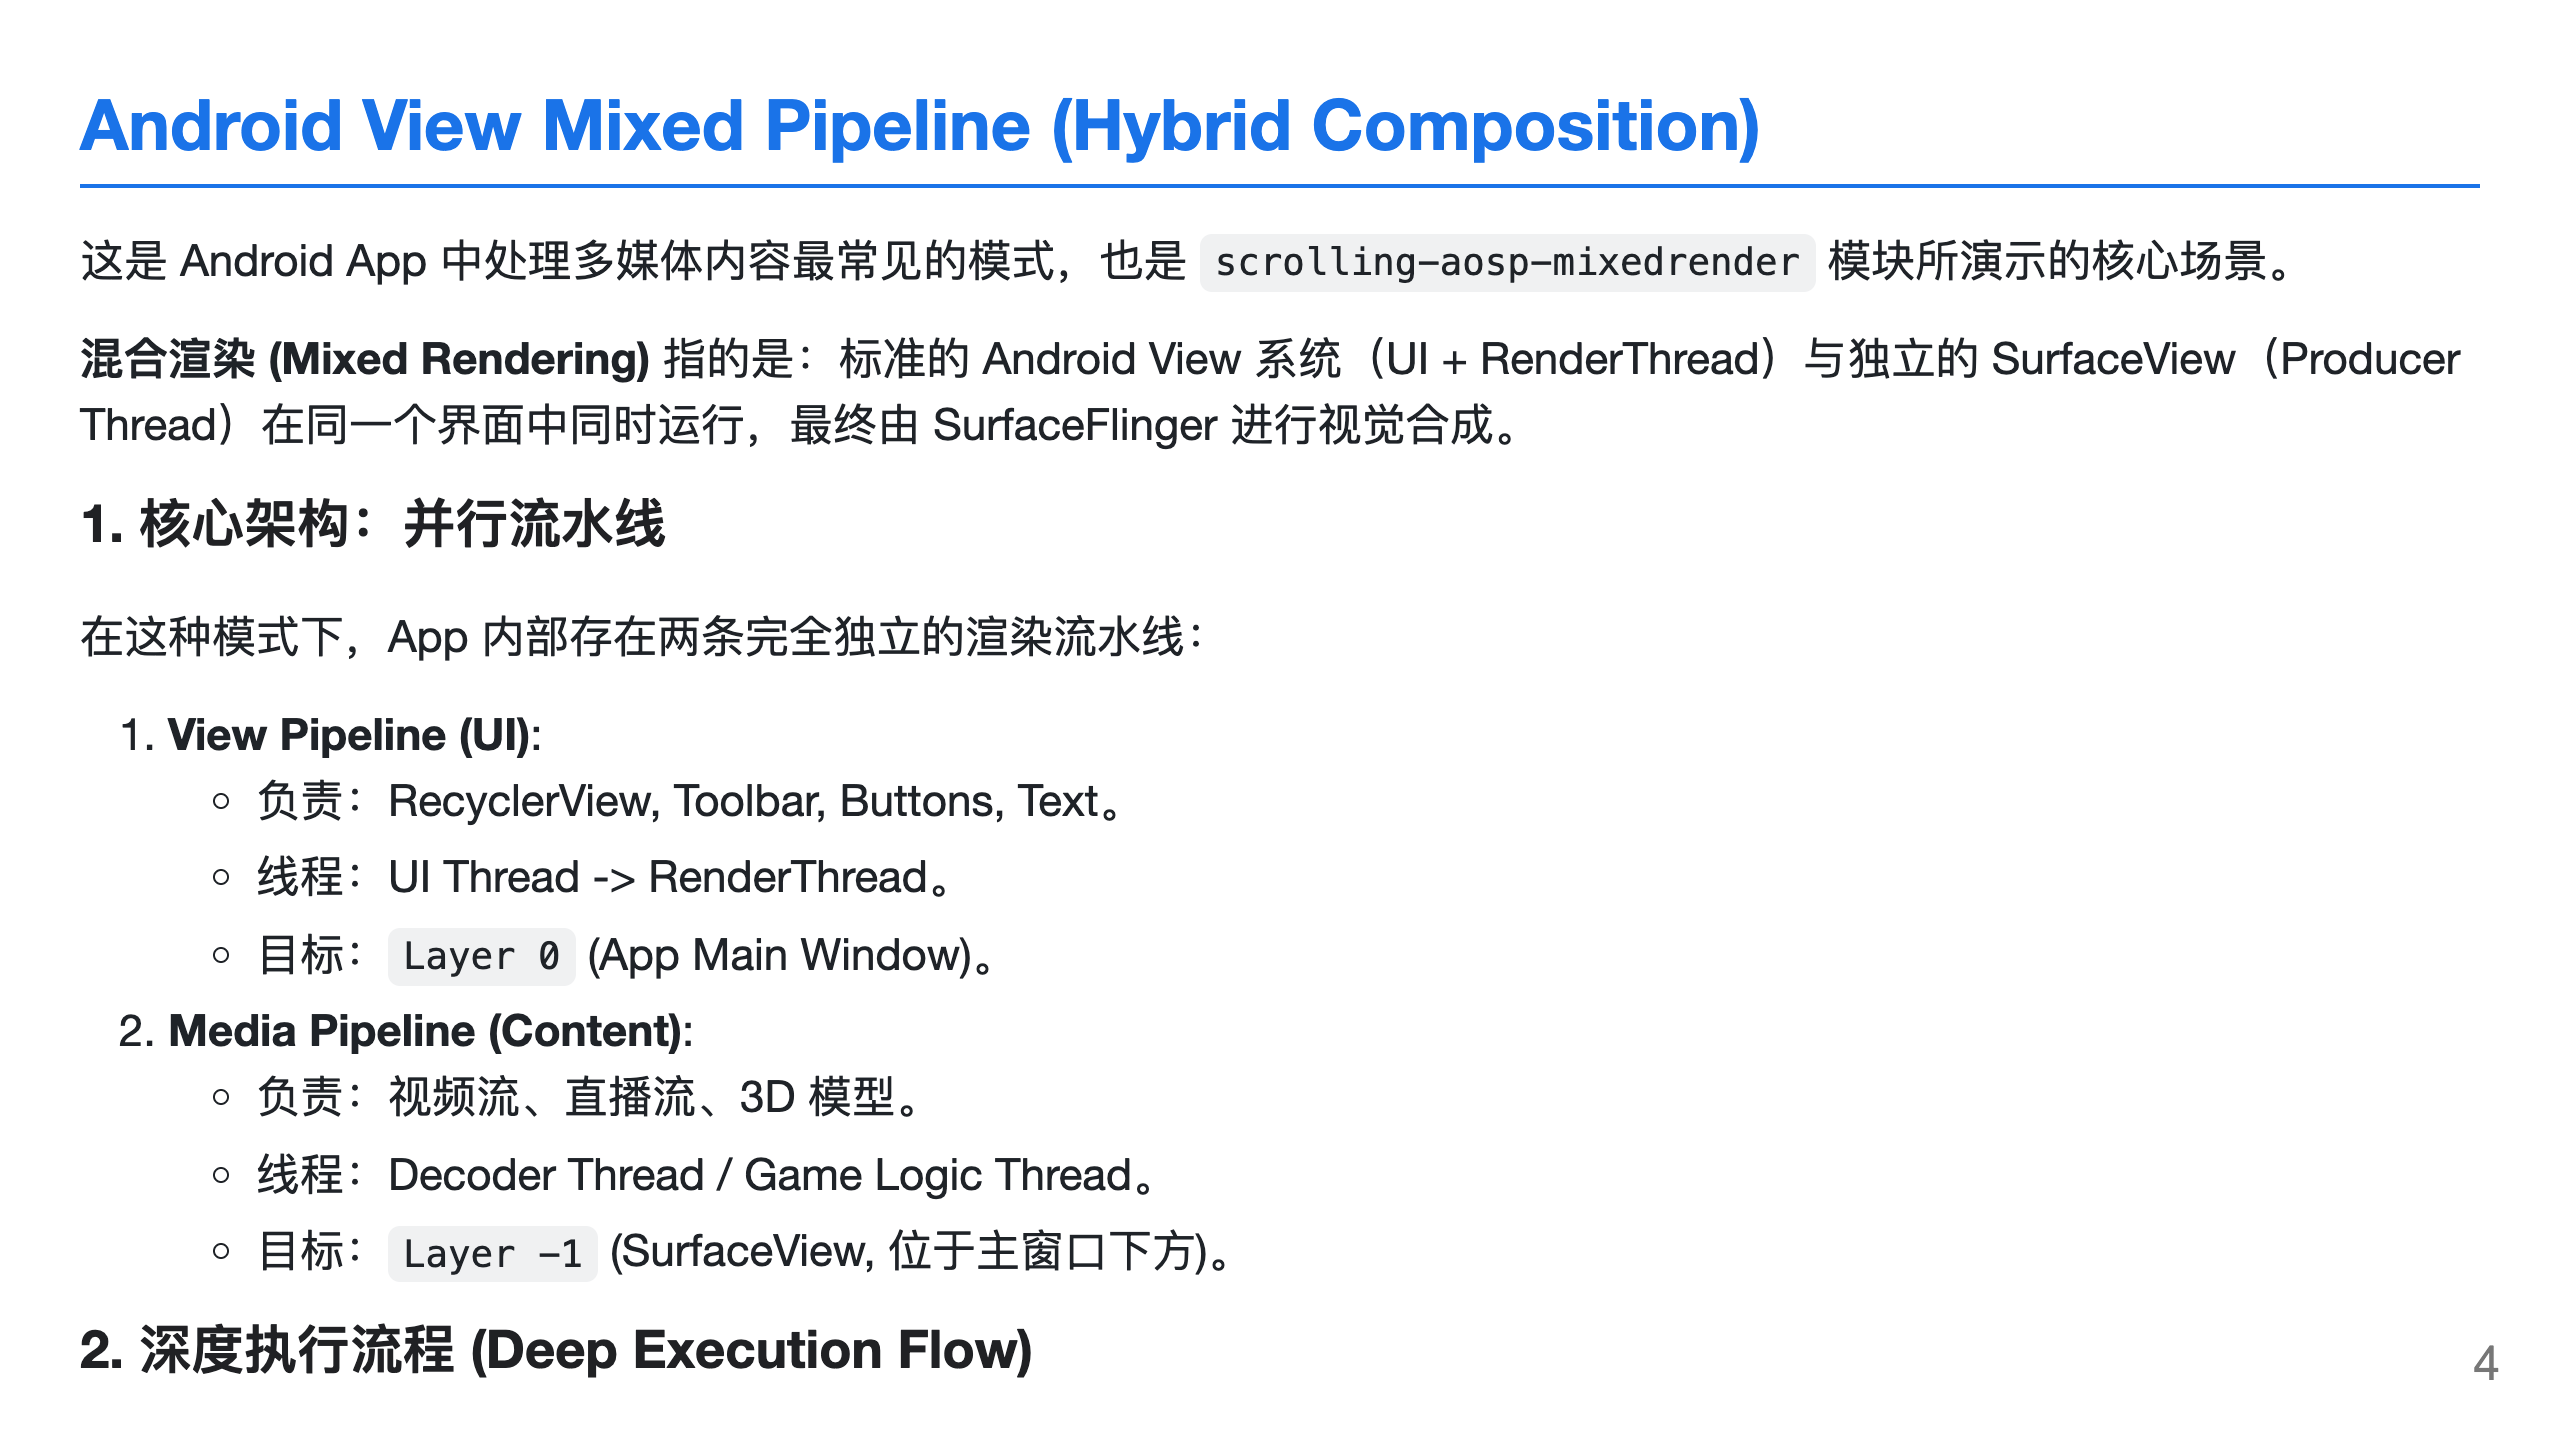 Android View Mixed Pipeline (Hybrid Composition)
这是 Android App 中处理多媒体内容最常见的模式，也是 scrolling-aosp-mixedrender 模块所演示的核心场景。
混合渲染 (Mixed Rendering) 指的是：标准的 Android View 系统（UI + RenderThread）与独立的 SurfaceView（Producer
Thread）在同一个界面中同时运行，最终由 SurfaceFlinger 进行视觉合成。
1. 核心架构：并行流水线
在这种模式下，App 内部存在两条完全独立的渲染流水线：
1. View Pipeline (UI):
◦ 负责：RecyclerView, Toolbar, Buttons, Text。
◦ 线程：UI Thread -> RenderThread。
◦ 目标：Layer 0 (App Main Window)。
2. Media Pipeline (Content):
◦ 负责：视频流、直播流、3D 模型。
◦ 线程：Decoder Thread / Game Logic Thread。
◦ 目标：Layer -1 (SurfaceView, 位于主窗口下方)。
2. 深度执行流程 (Deep Execution Flow)
4